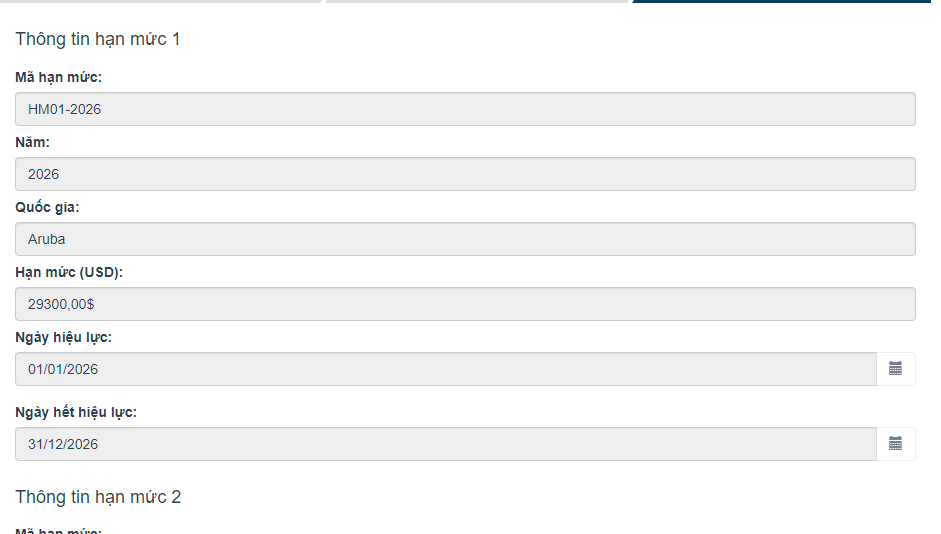 Thông tin hạn mức 1
Mã hạn mức:
HM01-2026
Năm:
2026
Quốc gia:
Aruba
Hạn mức (USD):
29300,00$
Ngày hiệu lực:
01/01/2026
Ngày hết hiệu lực:
31/12/2026
Thông tin hạn mức 2
Mã hạn mức: